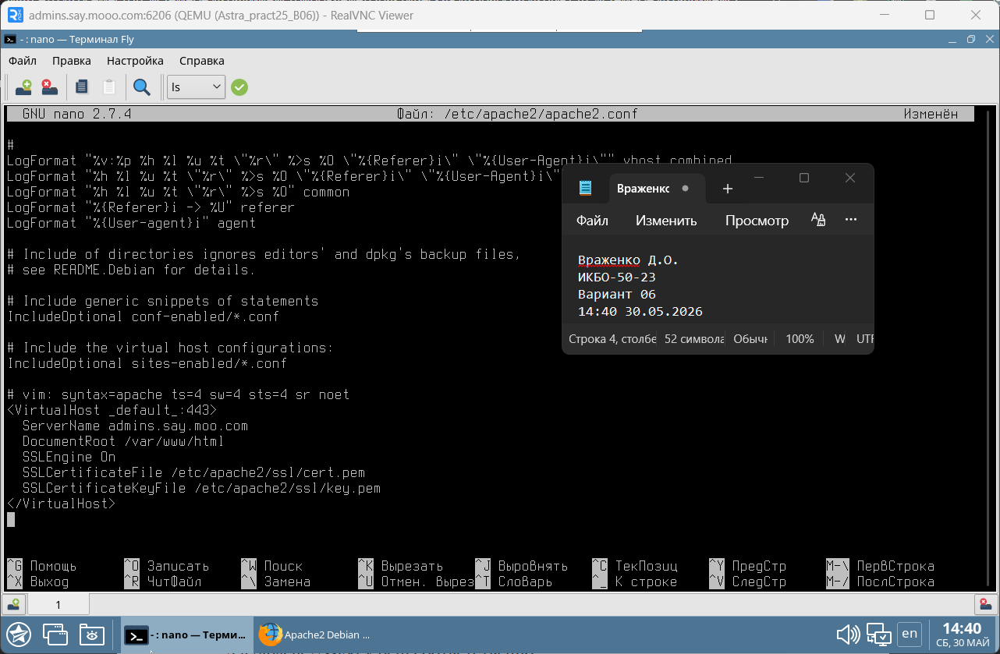 admins.say.mooo.com:6206 (QEMU (Astra_pract25_B06)) - RealVNC Viewer
- : nano — Терминал Fly
Файл Правка Настройка Справка
ls
GNU nano 2.7.4 Файл: /etc/apache2/apache2.conf Изменён
#
LogFormat "%v:%p %h %l %u %t \"%r\" %>s %O \"%{Referer}i\" \"%{User-Agent}i\"" vhost_combined
LogFormat "%h %l %u %t \"%r\" %>s %O \"%{Referer}i\" \"%{User-Agent}i\"
LogFormat "%h %l %u %t \"%r\" %>s %O" common
LogFormat "%{Referer}i -> %U" referer
LogFormat "%{User-agent}i" agent
# Include of directories ignores editors' and dpkg's backup files,
# see README.Debian for details.
# Include generic snippets of statements
IncludeOptional conf-enabled/*.conf
# Include the virtual host configurations:
IncludeOptional sites-enabled/*.conf
# vim: syntax=apache ts=4 sw=4 sts=4 sr noet
<VirtualHost _default_:443>
ServerName admins.say.moo.com
DocumentRoot /var/www/html
SSLEngine On
SSLCertificateFile /etc/apache2/ssl/cert.pem
SSLCertificateKeyFile /etc/apache2/ssl/key.pem
</VirtualHost>
Враженко
Файл Изменить Просмотр
Враженко Д.О.
ИКБО-50-23
Вариант 06
14:40 30.05.2026
Строка 4, столбе 52 символа Обычн 100% W UTF
^G Помощь ^O Записать ^W Поиск ^K Вырезать ^J Выровнять ^C ТекПозиц ^Y ПредСтр M-\ ПервСтрока
^X Выход ^R ЧитФайл ^\ Замена ^U Отмен. Вырез ^T Словарь ^_ К строке ^V СледСтр M-/ ПослСтрока
1
- : nano — Терми... Apache2 Debian ... en 14:40
СБ, 30 МАЙ